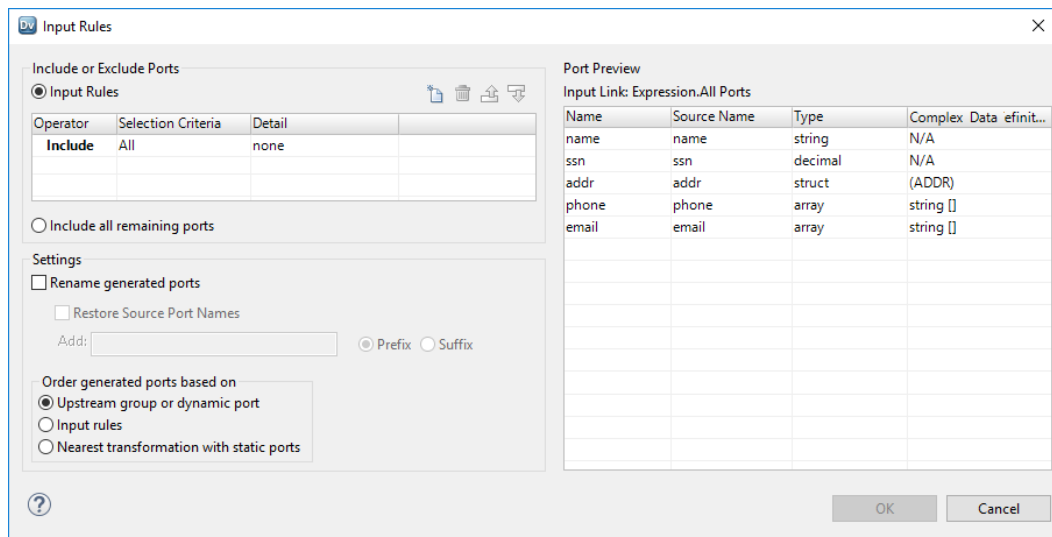 Dv Input Rules
Include or Exclude Ports
Input Rules
Operator Selection Criteria Detail
Include All none
Include all remaining ports
Settings
Rename generated ports
Restore Source Port Names
Add: Prefix Suffix
Order generated ports based on
Upstream group or dynamic port
Input rules
Nearest transformation with static ports
Port Preview
Input Link: Expression.All Ports
Name Source Name Type Complex Data efinit...
name name string N/A
ssn ssn decimal N/A
addr addr struct (ADDR)
phone phone array string []
email email array string []
?
OK Cancel